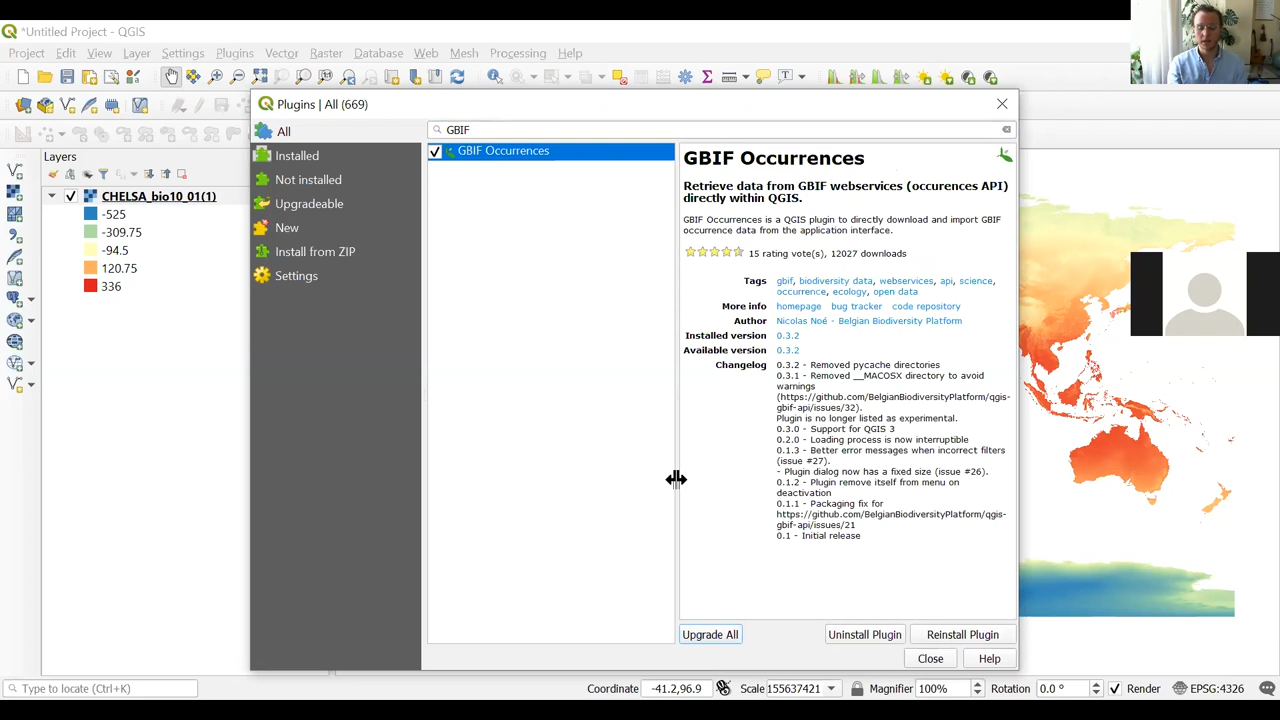 *Untitled Project - QGIS
Project Edit View Layer Settings Plugins Vector Raster Database Web Mesh Processing Help
Plugins | All (669)
All
Installed
Not installed
Upgradeable
New
Install from ZIP
Settings
GBIF
GBIF Occurrences
GBIF Occurrences
Retrieve data from GBIF webservices (occurences API)
directly within QGIS.
GBIF Occurrences is a QGIS plugin to directly download and import GBIF
occurrence data from the application interface.
15 rating vote(s), 12027 downloads
Tags gbif, biodiversity data, webservices, api, science,
occurrence, ecology, open data
More info homepage bug tracker code repository
Author Nicolas Noé - Belgian Biodiversity Platform
Installed version 0.3.2
Available version 0.3.2
Changelog 0.3.2 - Removed pycache directories
0.3.1 - Removed __MACOSX directory to avoid
warnings
(https://github.com/BelgianBiodiversityPlatform/qgis-
gbif-api/issues/32).
Plugin is no longer listed as experimental.
0.3.0 - Support for QGIS 3
0.2.0 - Loading process is now interruptible
0.1.3 - Better error messages when incorrect filters
(issue #27).
- Plugin dialog now has a fixed size (issue #26).
0.1.2 - Plugin remove itself from menu on
deactivation
0.1.1 - Packaging fix for
https://github.com/BelgianBiodiversityPlatform/qgis-
gbif-api/issues/21
0.1 - Initial release
Upgrade All Uninstall Plugin Reinstall Plugin
Close Help
Layers
CHELSA_bio10_01(1)
-525
-309.75
-94.5
120.75
336
Type to locate (Ctrl+K) Coordinate -41.2,96.9 Scale 155637421 Magnifier 100% Rotation 0.0 ° Render EPSG:4326